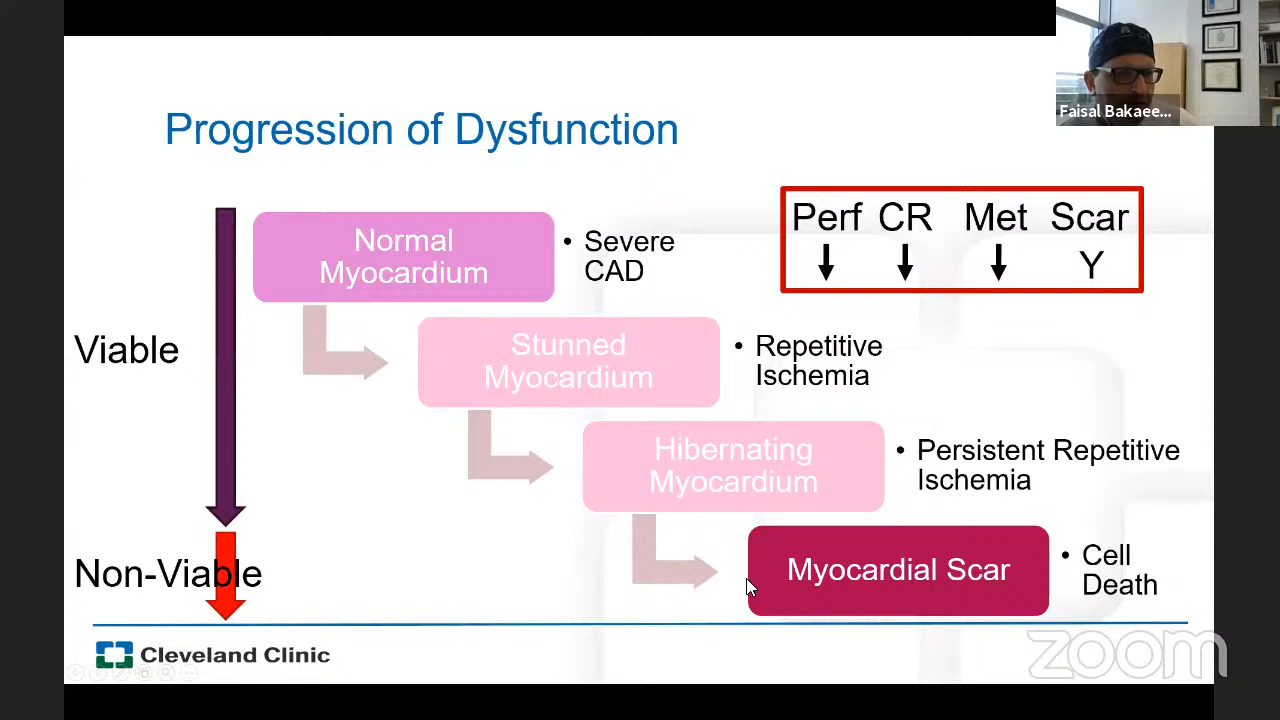 Faisal Bakaee...
Progression of Dysfunction
Perf CR Met Scar
Y
Normal
Myocardium
• Severe
CAD
Viable
Stunned
Myocardium
• Repetitive
Ischemia
Hibernating
Myocardium
• Persistent Repetitive
Ischemia
Non-Viable
Myocardial Scar
• Cell
Death
Cleveland Clinic
zoom